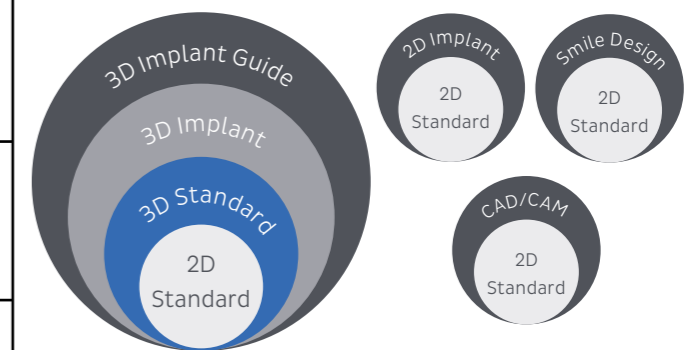 3D Implant Guide
3D Implant
3D Standard
2D
Standard
2D Implant
2D
Standard
Smile Design
2D
Standard
CAD/CAM
2D
Standard